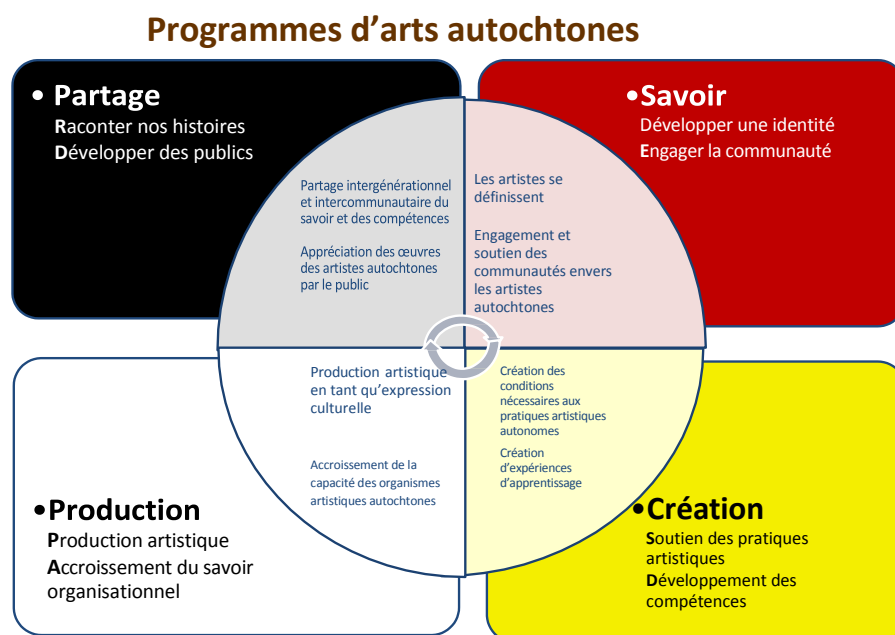 Programmes d'arts autochtones
• Partage
Raconter nos histoires
Développer des publics
•Savoir
Développer une identité
Engager la communauté
Partage intergénérationnel
et intercommunautaire du
savoir et des compétences
Appréciation des œuvres
des artistes autochtones
par le public
Les artistes se
définissent
Engagement et
soutien des
communautés envers
les artistes
autochtones
Production artistique
en tant qu'expression
culturelle
Accroissement de la
capacité des organismes
artistiques autochtones
Création des
conditions
nécessaires aux
pratiques artistiques
autonomes
Création
d'expériences
d'apprentissage
•Production
Production artistique
Accroissement du savoir
organisationnel
•Création
Soutien des pratiques
artistiques
Développement des
compétences